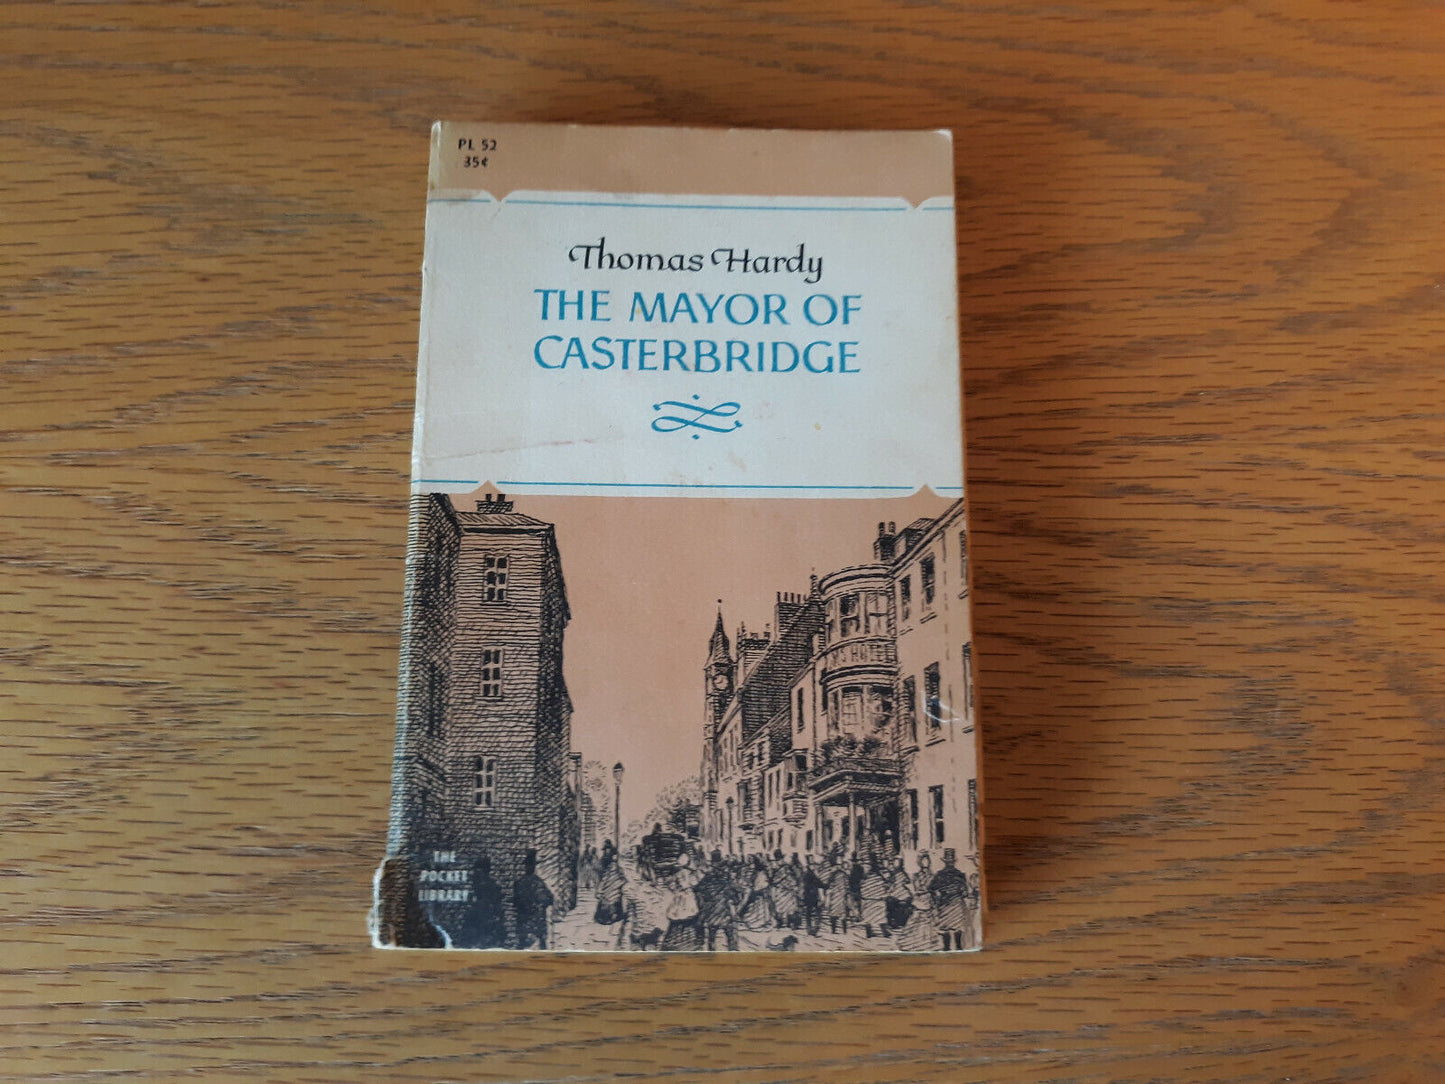 PL 52
35¢
Thomas Hardy
THE MAYOR OF
CASTERBRIDGE
THE
POCKET
LIBRARY